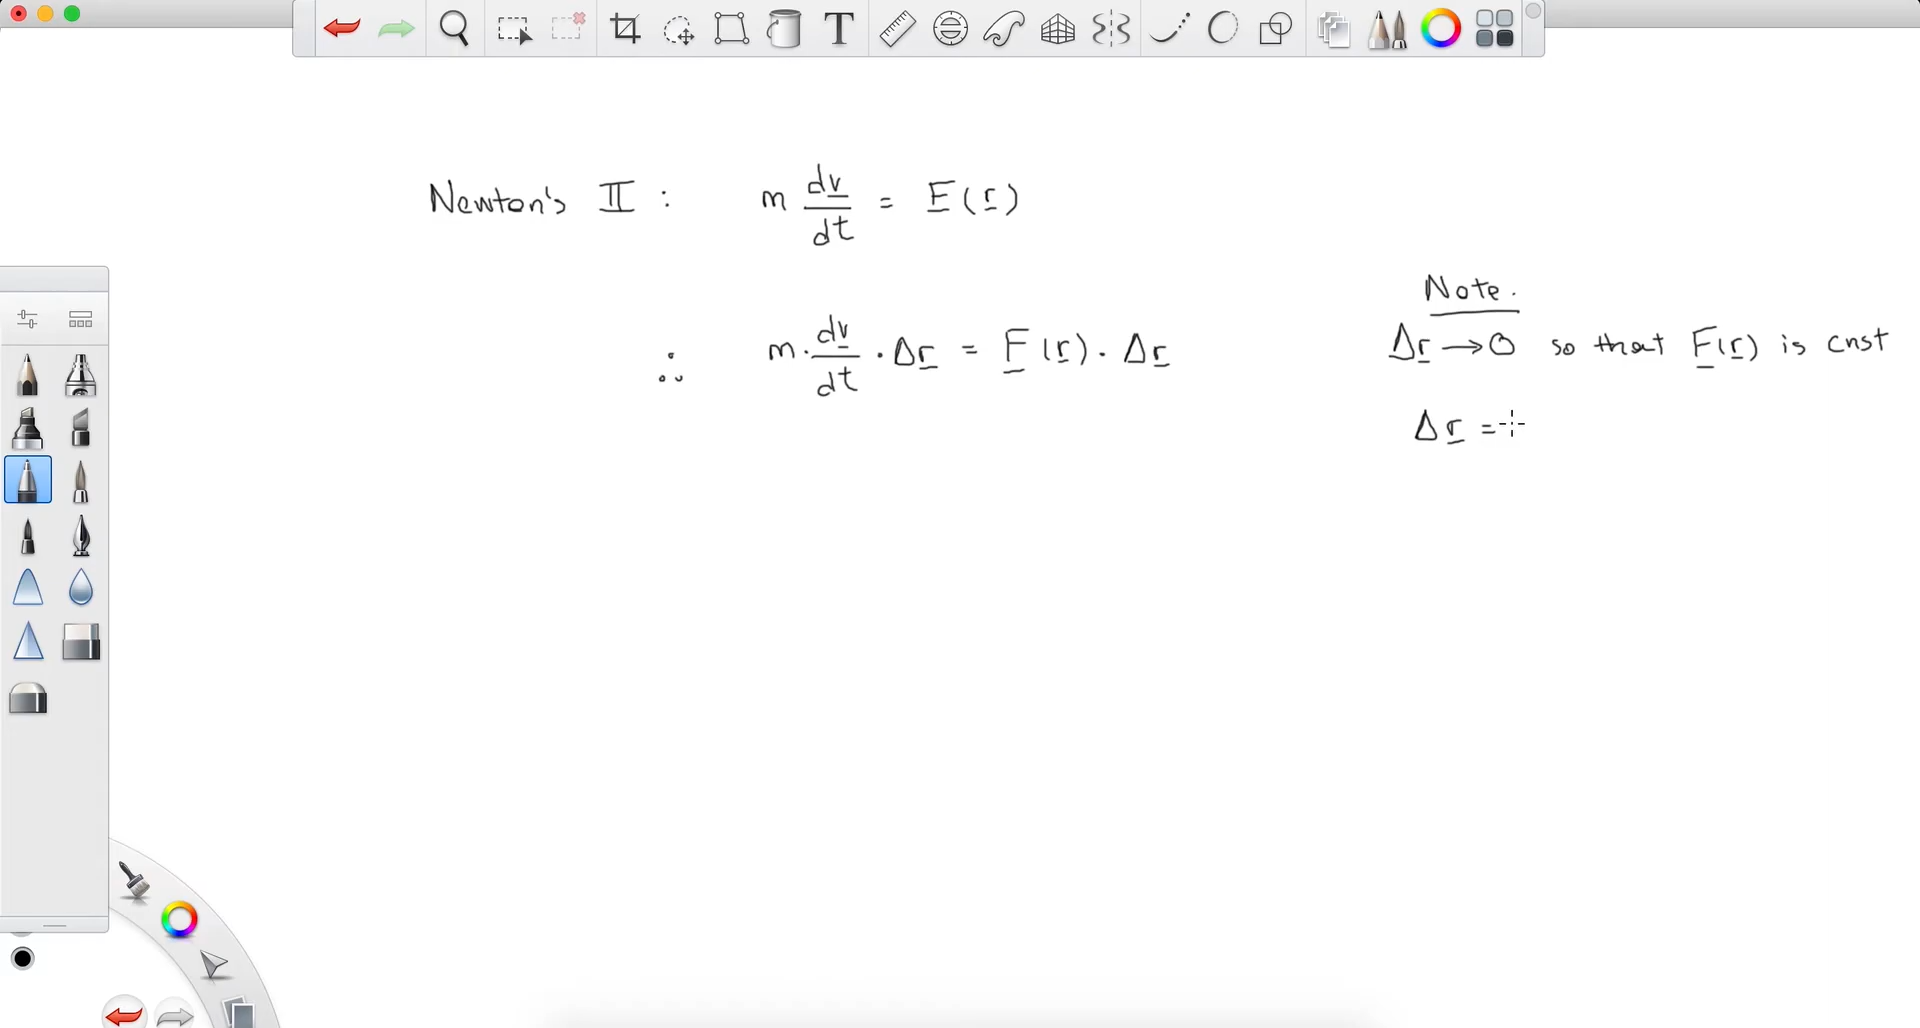 T
Newton's II : m dv/dt = F(r)
Note.
∴ m · dv/dt · Δr = F(r) · Δr
Δr → 0 so that F(r) is cnst
Δr =